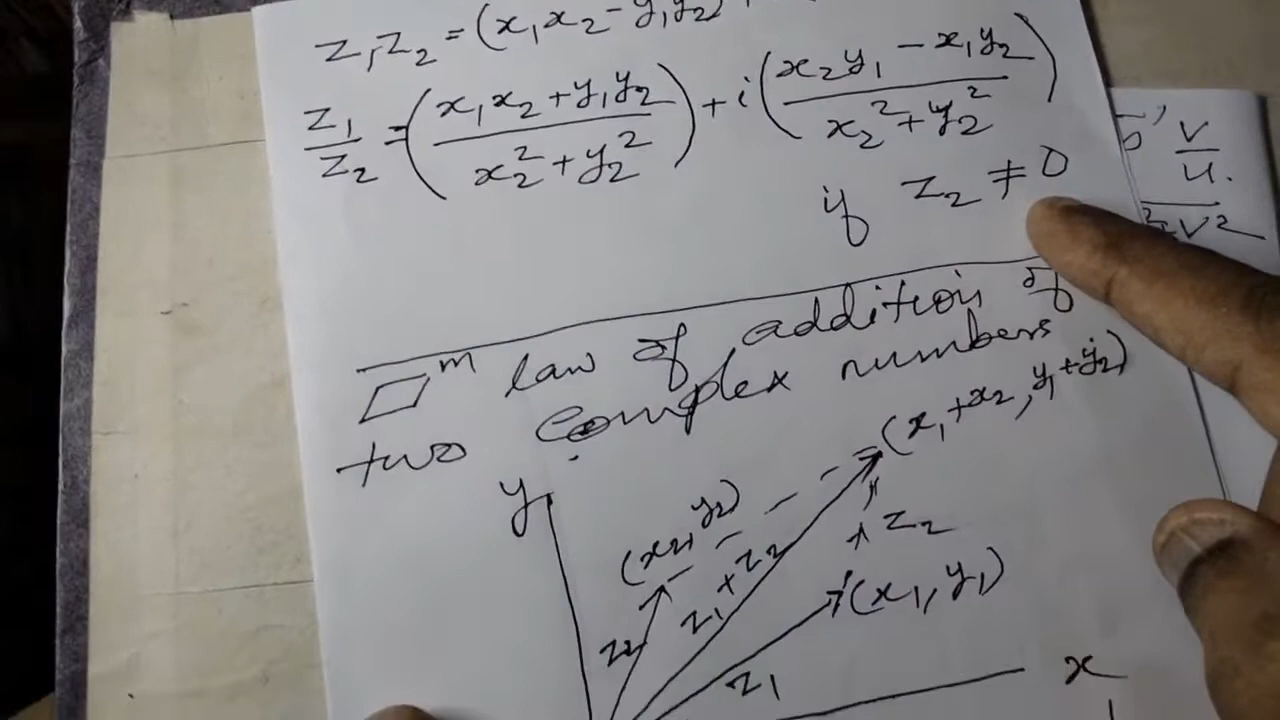 z₁z₂ = (x₁x₂ - y₁y₂)
z₁/z₂ = ((x₁x₂ + y₁y₂)/(x₂² + y₂²)) + i((x₂y₁ - x₁y₂)/(x₂² + y₂²))
if z₂ ≠ 0
▱m law of addition of
two complex numbers
(x₁+x₂, y₁+y₂)
y
(x₂, y₂)
z₂
z₁+z₂
(x₁, y₁)
z₂
z₁
x
v/u.
v²